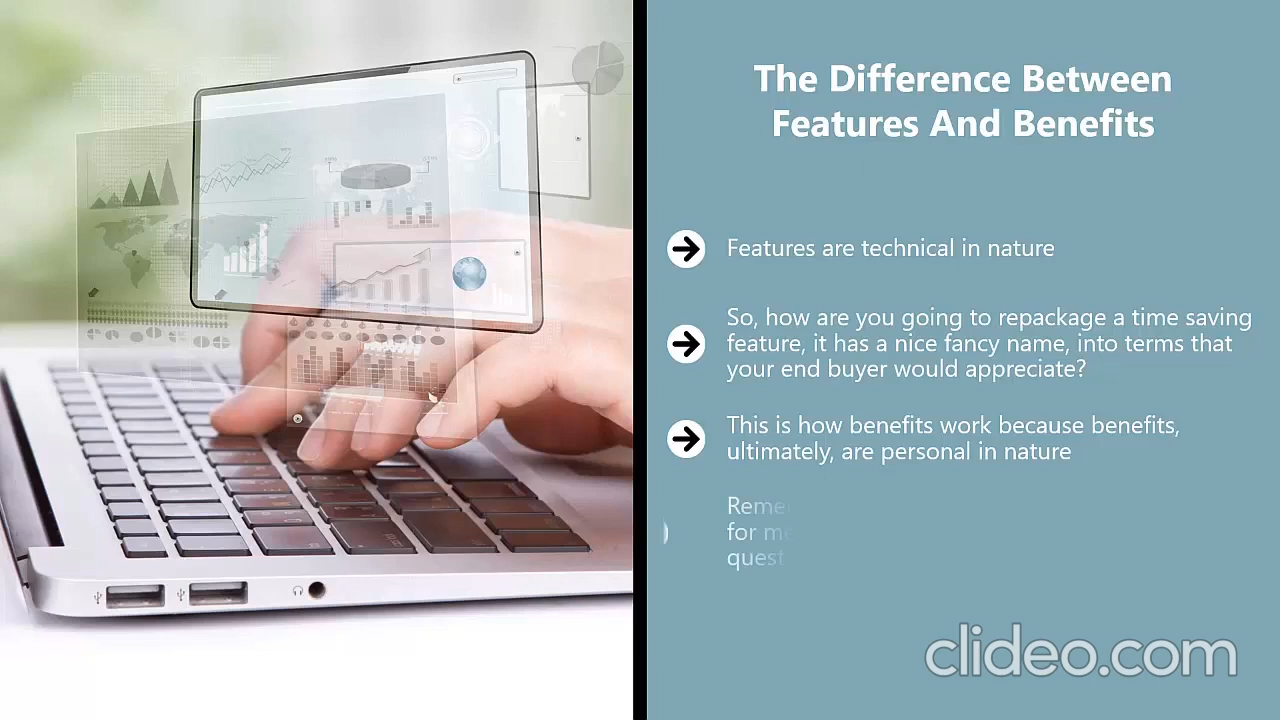 The Difference Between
Features And Benefits
Features are technical in nature
So, how are you going to repackage a time saving
feature, it has a nice fancy name, into terms that
your end buyer would appreciate?
This is how benefits work because benefits,
ultimately, are personal in nature
for
clideo.com